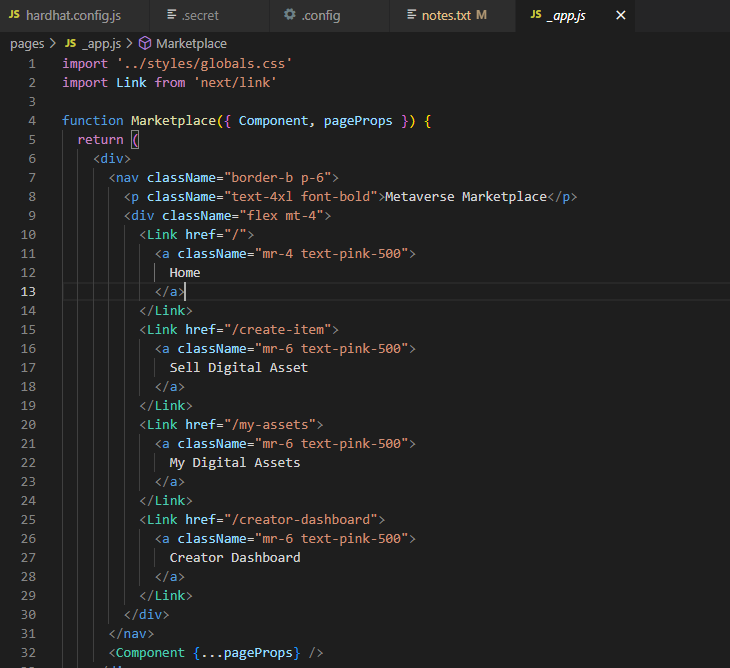 JS hardhat.config.js .secret .config notes.txt M JS _app.js ×
pages > JS _app.js > Marketplace
1 import '../styles/globals.css'
2 import Link from 'next/link'
3
4 function Marketplace({ Component, pageProps }) {
5 return (
6 <div>
7 <nav className="border-b p-6">
8 <p className="text-4xl font-bold">Metaverse Marketplace</p>
9 <div className="flex mt-4">
10 <Link href="/">
11 <a className="mr-4 text-pink-500">
12 Home
13 </a>
14 </Link>
15 <Link href="/create-item">
16 <a className="mr-6 text-pink-500">
17 Sell Digital Asset
18 </a>
19 </Link>
20 <Link href="/my-assets">
21 <a className="mr-6 text-pink-500">
22 My Digital Assets
23 </a>
24 </Link>
25 <Link href="/creator-dashboard">
26 <a className="mr-6 text-pink-500">
27 Creator Dashboard
28 </a>
29 </Link>
30 </div>
31 </nav>
32 <Component {...pageProps} />